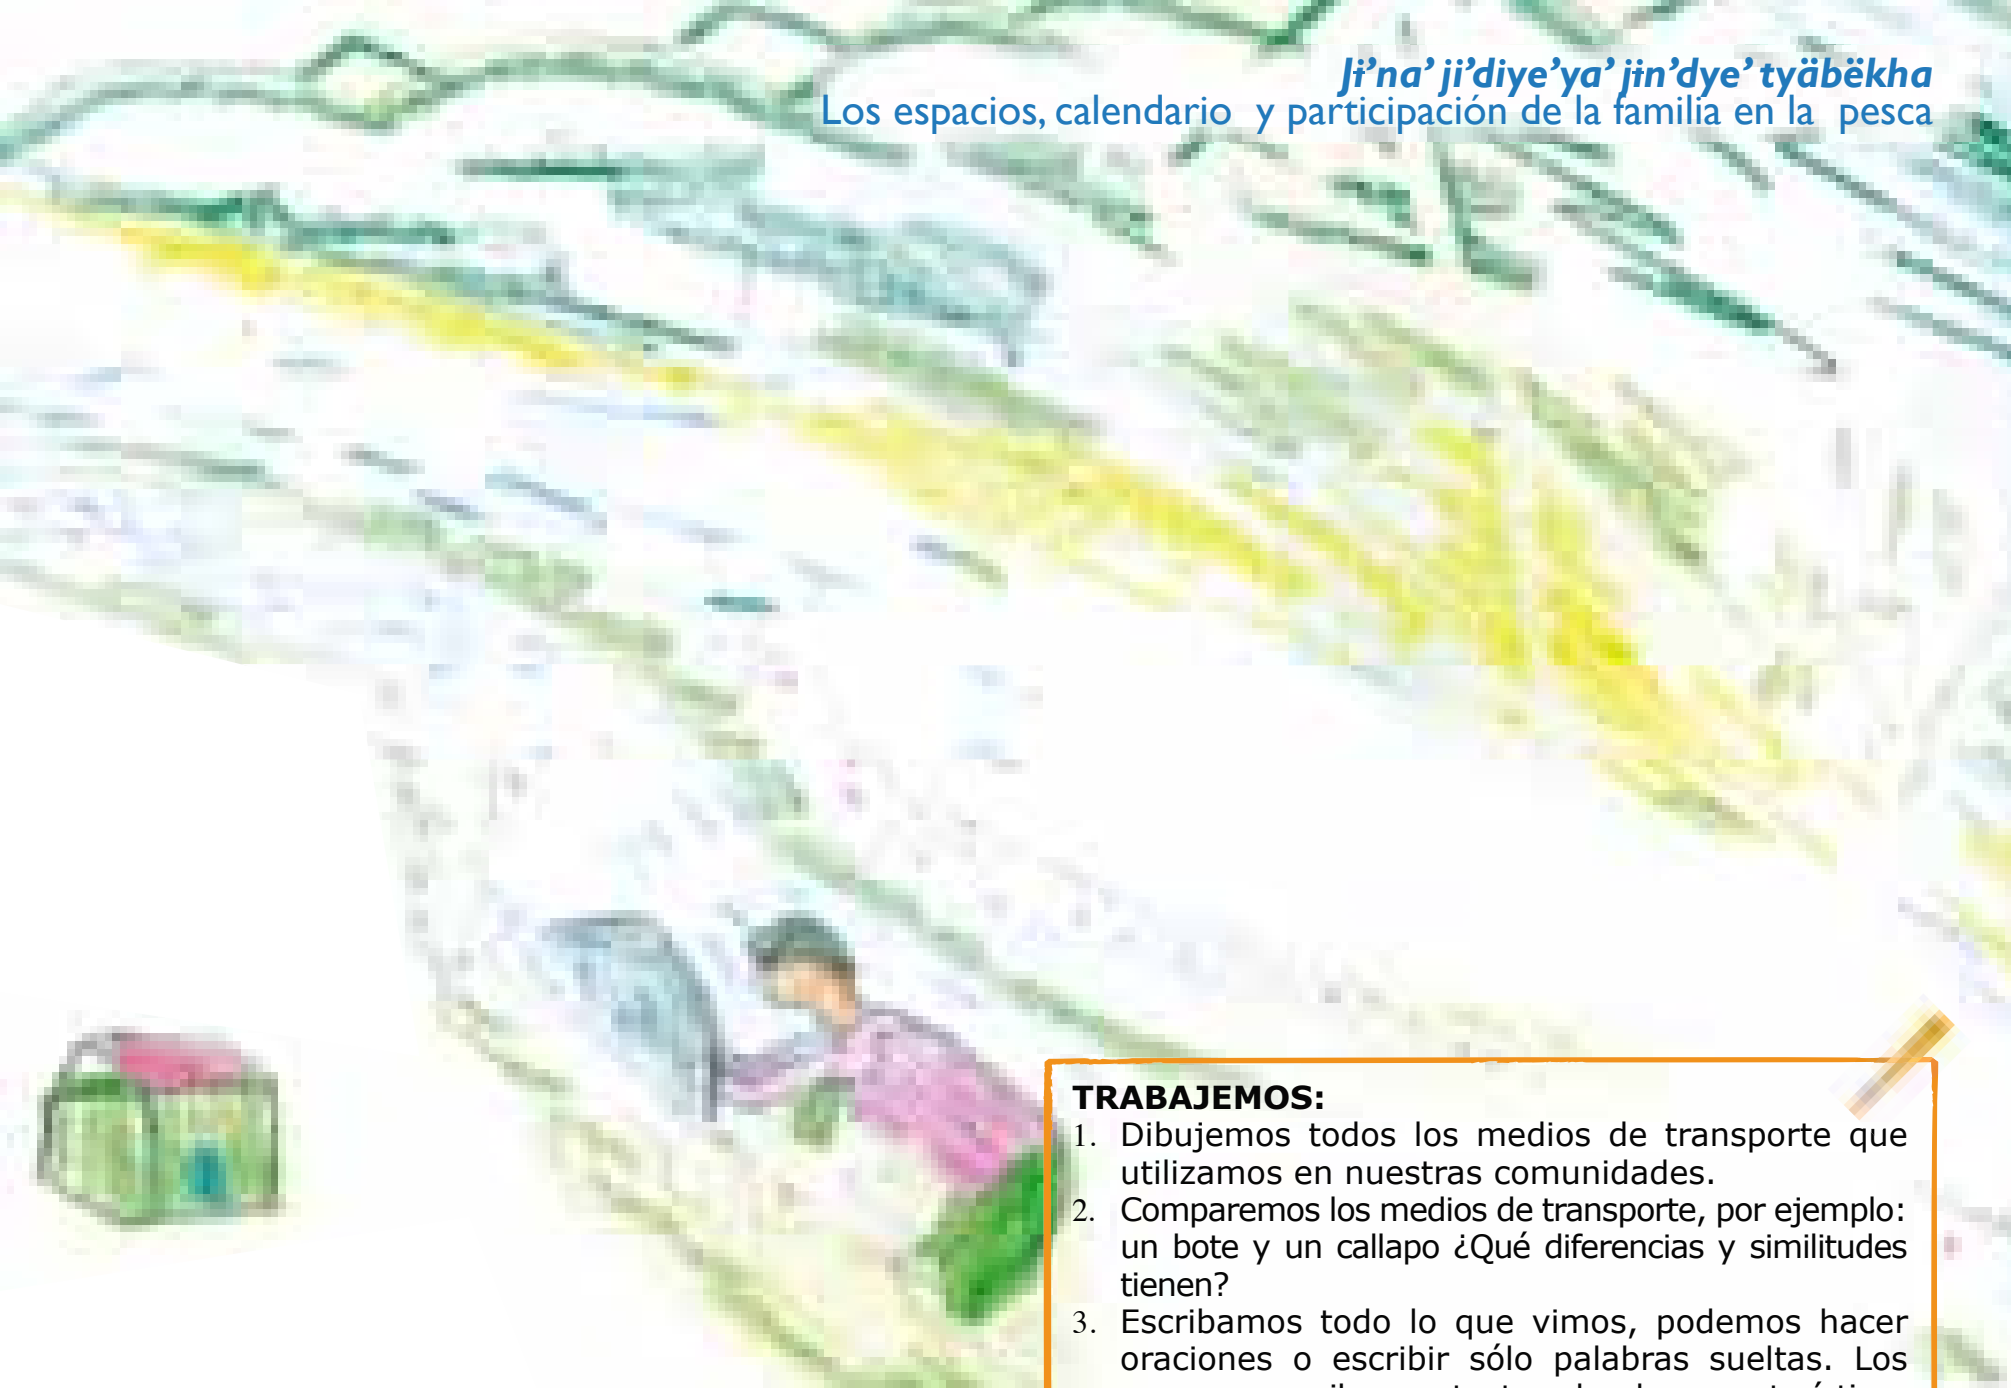 Jɨ’na’ ji’diye’ya’ jɨn’dye’ tyäbëkha
Los espacios, calendario y participación de la familia en la pesca
TRABAJEMOS:
1. Dibujemos todos los medios de transporte que
utilizamos en nuestras comunidades.
2. Comparemos los medios de transporte, por ejemplo:
un bote y un callapo ¿Qué diferencias y similitudes
tienen?
3. Escribamos todo lo que vimos, podemos hacer
oraciones o escribir sólo palabras sueltas. Los